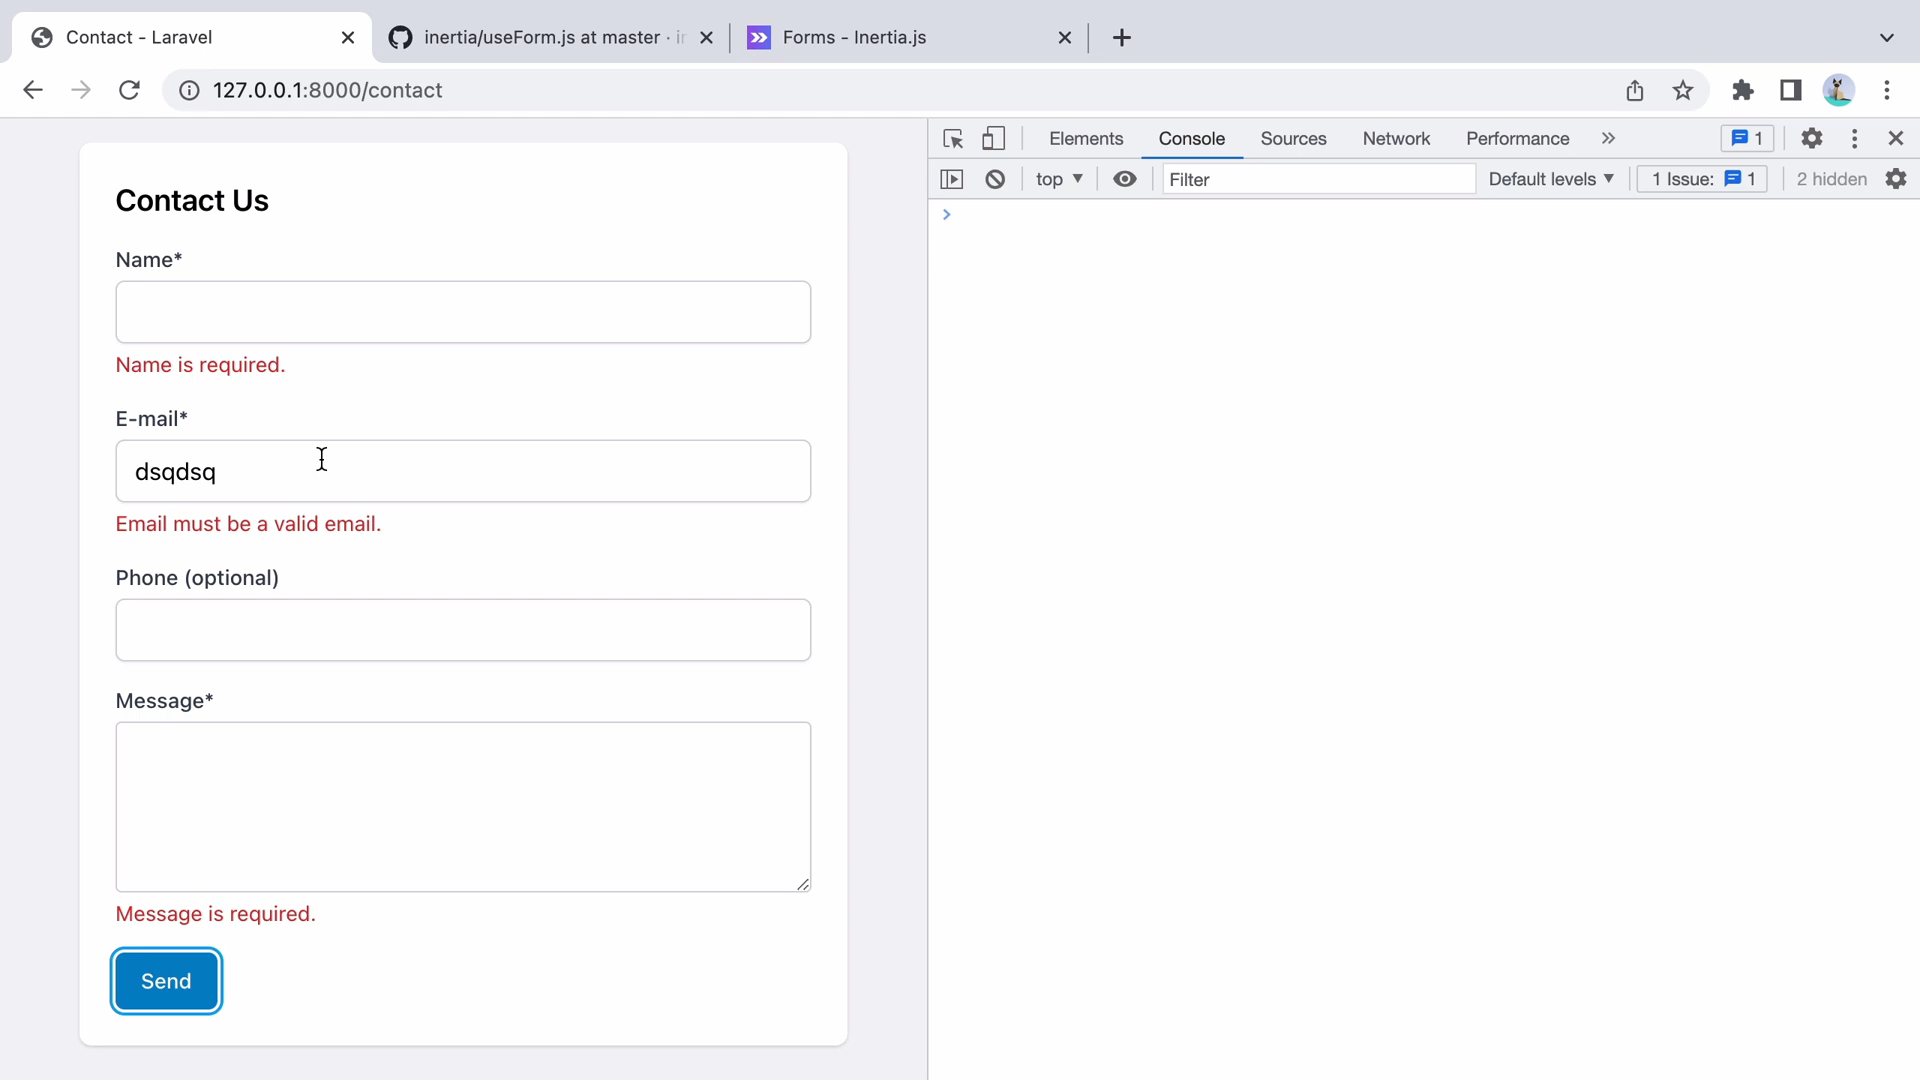 Contact - Laravel
inertia/useForm.js at master ·
Forms - Inertia.js
127.0.0.1:8000/contact
Elements Console Sources Network Performance 1
top Filter Default levels 1 Issue: 1 2 hidden
Contact Us
Name*
Name is required.
E-mail*
dsqdsq
Email must be a valid email.
Phone (optional)
Message*
Message is required.
Send